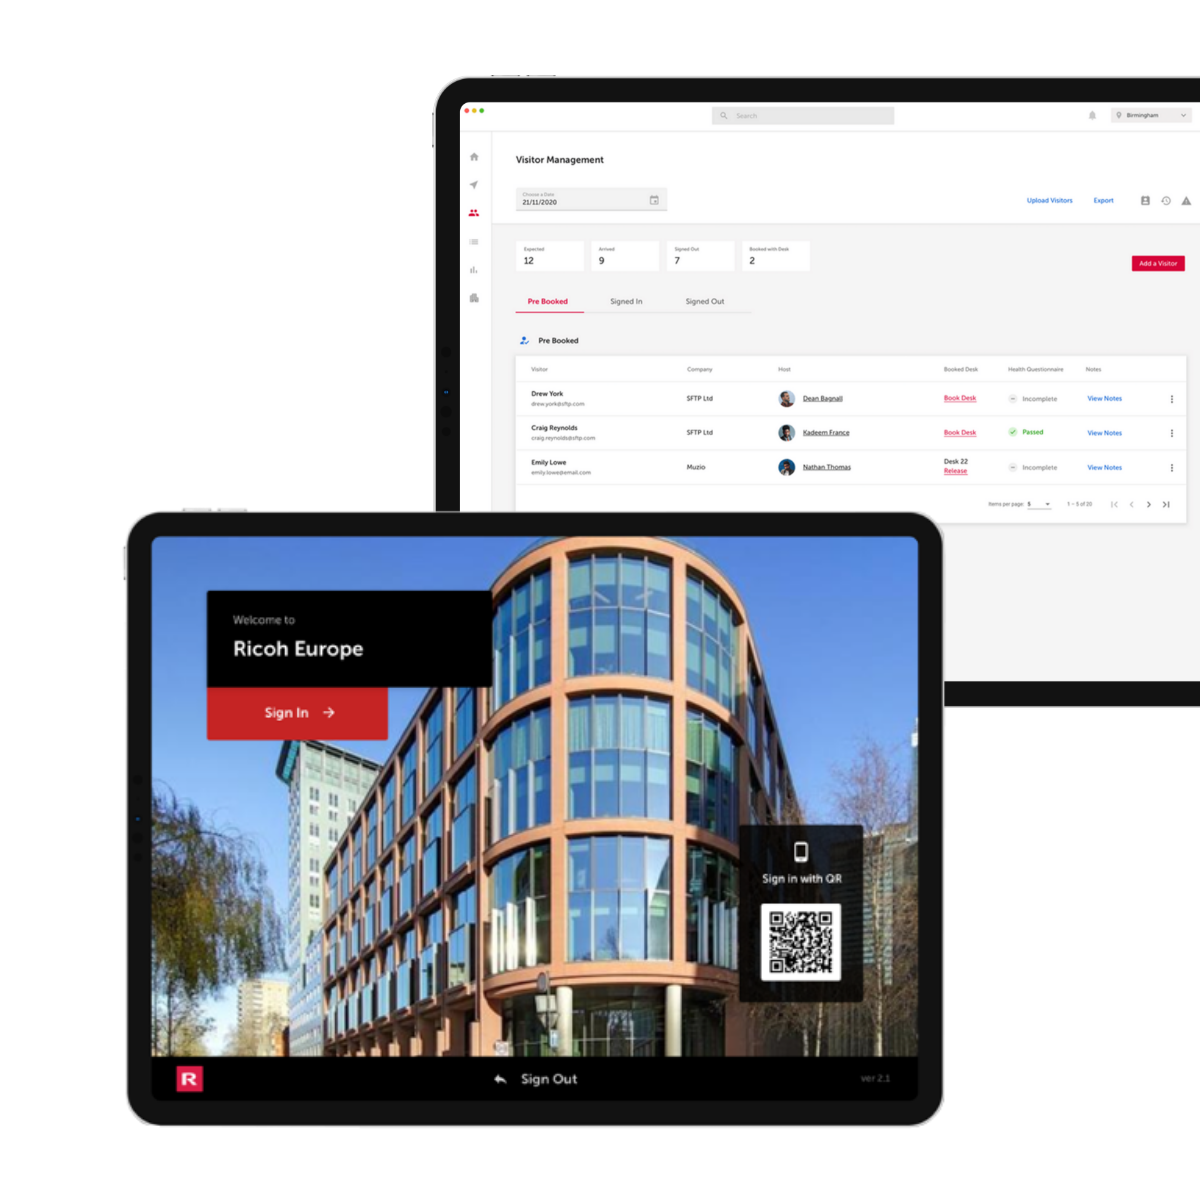 Search
Birmingham
Visitor Management
Choose a Date
21/11/2020
Upload Visitors
Export
Expected
12
Arrived
9
Signed Out
7
Booked with Desk
2
Add a Visitor
Pre Booked
Signed In
Signed Out
Pre Booked
Visitor Company Host Booked Desk Health Questionnaire Notes
Drew York
drew.york@sftp.com
SFTP Ltd
Dean Bagnall
Book Desk
Incomplete
View Notes
Craig Reynolds
craig.reynolds@sftp.com
SFTP Ltd
Kadeem France
Book Desk
Passed
View Notes
Emily Lowe
emily.lowe@email.com
Muzio
Nathan Thomas
Desk 22
Release
Incomplete
View Notes
Items per page: 5
1 – 5 of 20
Welcome to
Ricoh Europe
Sign In
Sign in with QR
R
Sign Out
ver 2.1